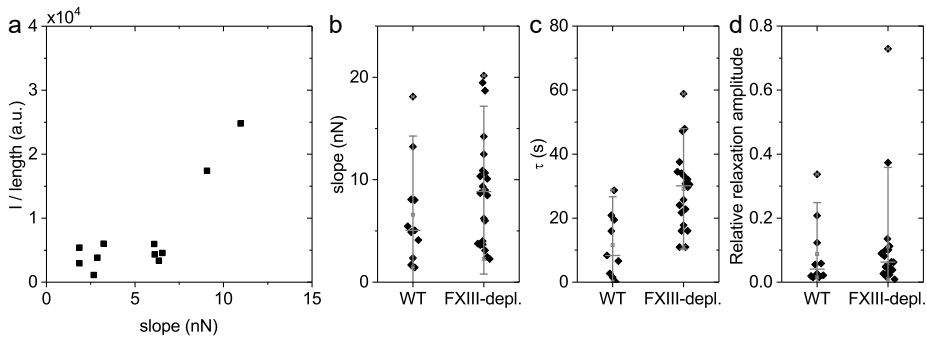 a
×10⁴
4
3
2
1
0
0 5 10 15
I / length (a.u.)
slope (nN)
b
20
10
0
slope (nN)
WT FXIII-depl.
c
80
60
40
20
0
τ (s)
WT FXIII-depl.
d
0.8
0.6
0.4
0.2
0.0
Relative relaxation amplitude
WT FXIII-depl.